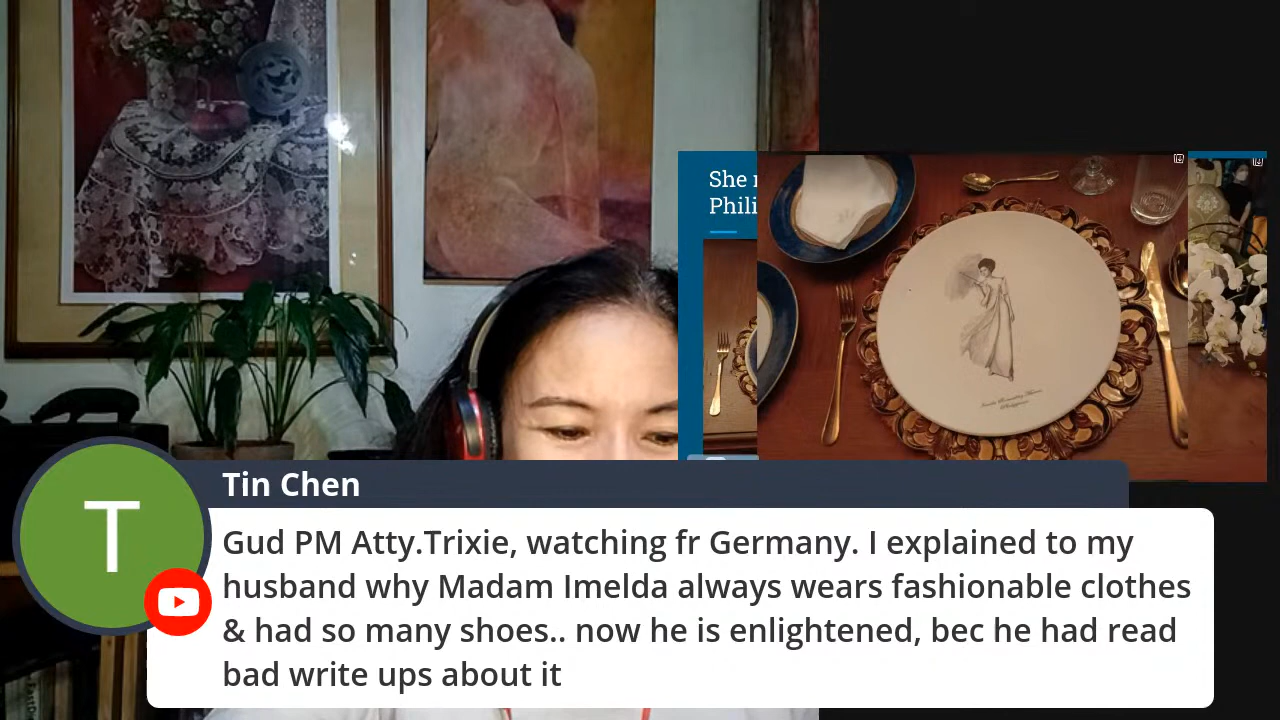 She
Phili
T
Tin Chen
Gud PM Atty.Trixie, watching fr Germany. I explained to my
husband why Madam Imelda always wears fashionable clothes
& had so many shoes.. now he is enlightened, bec he had read
bad write ups about it